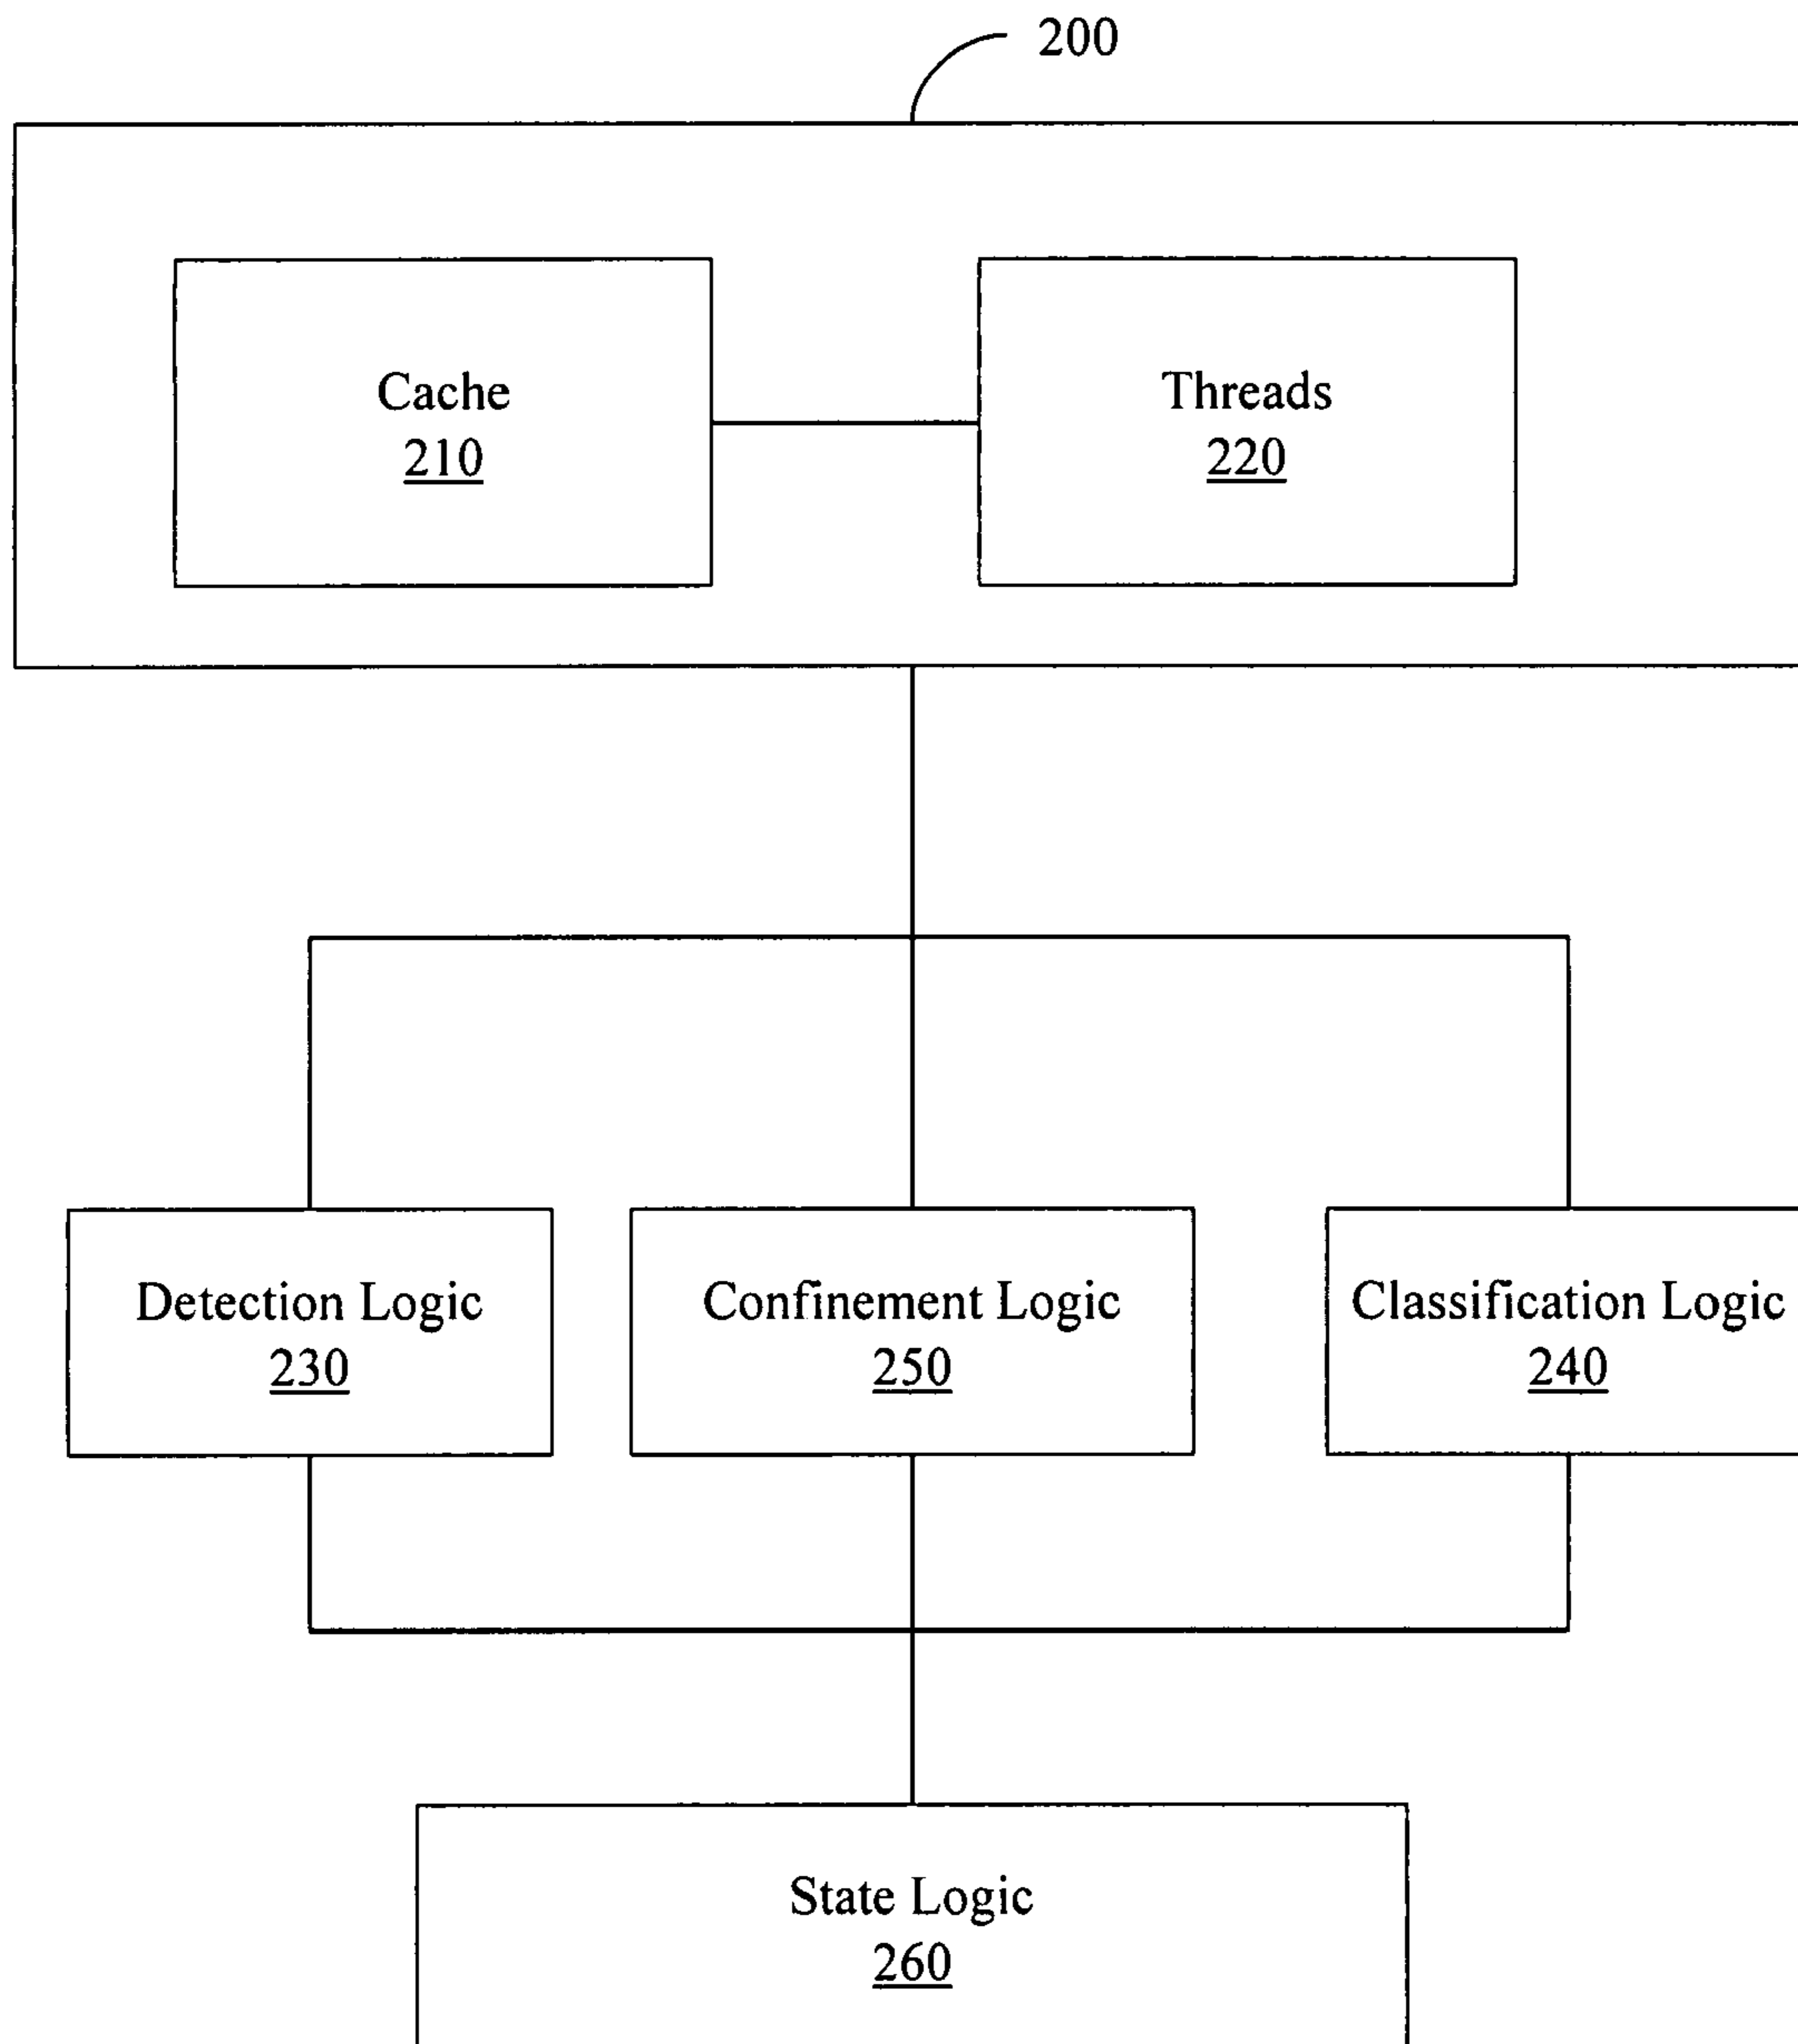 200
Cache
210
Threads
220
Detection Logic
230
Confinement Logic
250
Classification Logic
240
State Logic
260